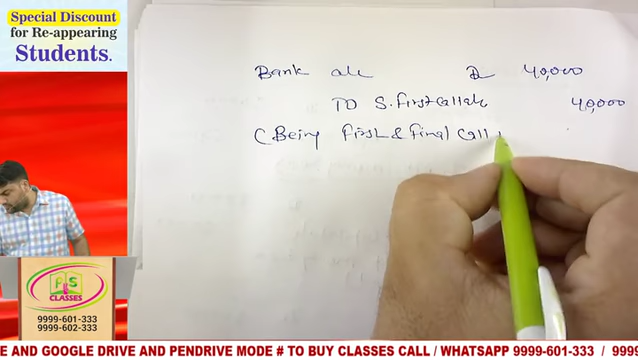 Special Discount
for Re-appearing
Students.
Bank a/c Dr 40,000
To S. First Call a/c 40,000
(Being first & final call
PS
CLASSES
9999-601-333
9999-602-333
E AND GOOGLE DRIVE AND PENDRIVE MODE # TO BUY CLASSES CALL / WHATSAPP 9999-601-333 / 999